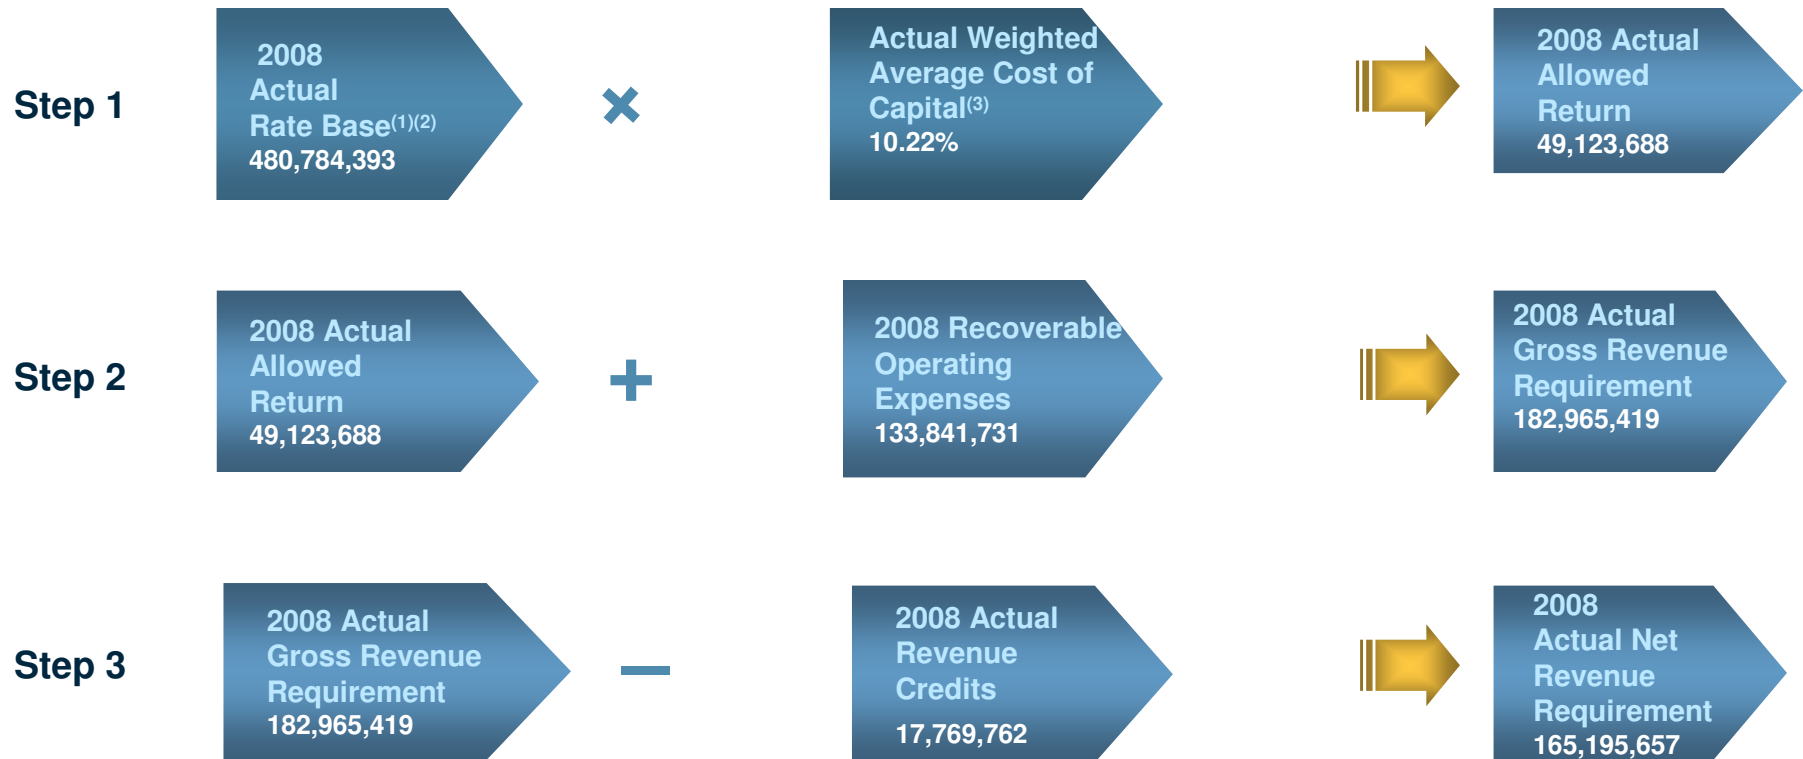 Step 1
2008
Actual
Rate Base(1)(2)
480,784,393
×
Actual Weighted
Average Cost of
Capital(3)
10.22%
2008 Actual
Allowed
Return
49,123,688
Step 2
2008 Actual
Allowed
Return
49,123,688
+
2008 Recoverable
Operating
Expenses
133,841,731
2008 Actual
Gross Revenue
Requirement
182,965,419
Step 3
2008 Actual
Gross Revenue
Requirement
182,965,419
—
2008 Actual
Revenue
Credits
17,769,762
2008
Actual Net
Revenue
Requirement
165,195,657